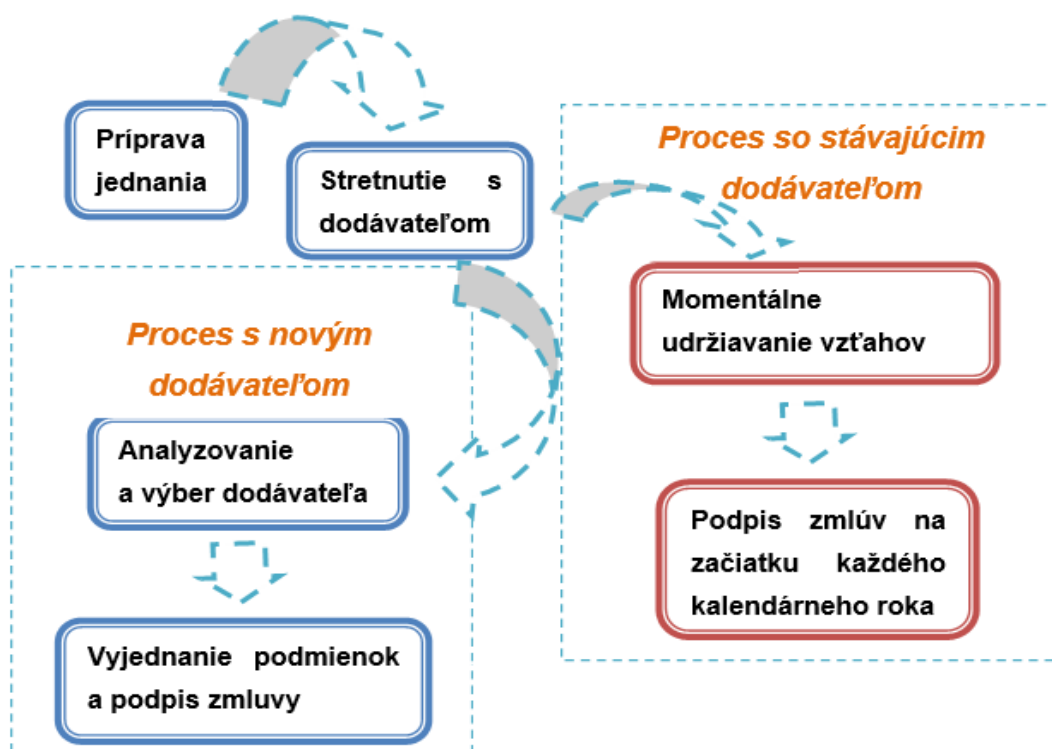 Príprava
jednania
Stretnutie s
dodávateľom
Proces so stávajúcim
dodávateľom
Momentálne
udržiavanie vzťahov
Podpis zmlúv na
začiatku každého
kalendárneho roka
Proces s novým
dodávateľom
Analyzovanie
a výber dodávateľa
Vyjednanie podmienok
a podpis zmluvy